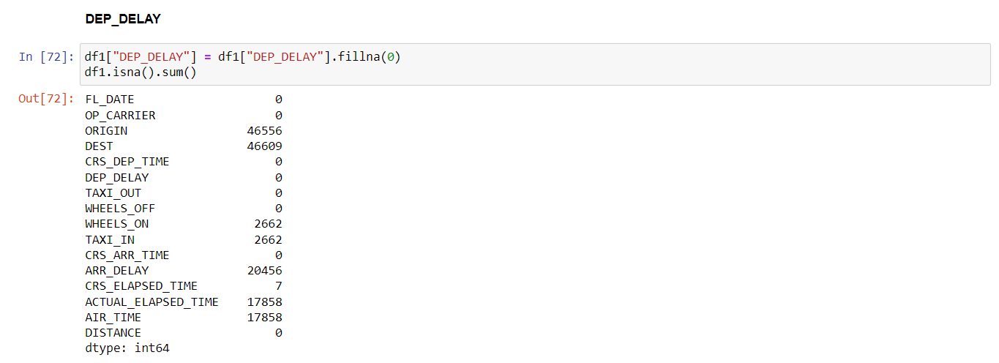 DEP_DELAY
In [72]: df1["DEP_DELAY"] = df1["DEP_DELAY"].fillna(0)
df1.isna().sum()
Out[72]: FL_DATE 0
OP_CARRIER 0
ORIGIN 46556
DEST 46609
CRS_DEP_TIME 0
DEP_DELAY 0
TAXI_OUT 0
WHEELS_OFF 0
WHEELS_ON 2662
TAXI_IN 2662
CRS_ARR_TIME 0
ARR_DELAY 20456
CRS_ELAPSED_TIME 7
ACTUAL_ELAPSED_TIME 17858
AIR_TIME 17858
DISTANCE 0
dtype: int64